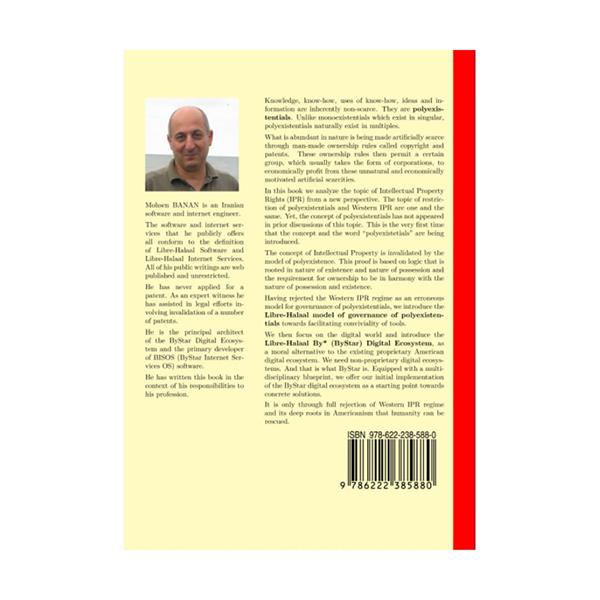 Mohsen BANAN is an Iranian
software and internet engineer.
The software and internet ser-
vices that he publicly offers
all conform to the definition
of Libre-Halaal Software and
Libre-Halaal Internet Services.
All of his public writings are web
published and unrestricted.
He has never applied for a
patent. As an expert witness he
has assisted in legal efforts in-
volving invalidation of a number
of patents.
He is the principal architect
of the ByStar Digital Ecosys-
tem and the primary developer
of BISOS (ByStar Internet Ser-
vices OS) software.
He has written this book in the
context of his responsibilities to
his profession.
Knowledge, know-how, uses of know-how, ideas and in-
formation are inherently non-scarce. They are polyexis-
tentials. Unlike monoexistentials which exist in singular,
polyexistentials naturally exist in multiples.
What is abundant in nature is being made artificially scarce
through man-made ownership rules called copyright and
patents. These ownership rules then permit a certain
group, which usually takes the form of corporations, to
economically profit from these unnatural and economically
motivated artificial scarcities.
In this book we analyze the topic of Intellectual Property
Rights (IPR) from a new perspective. The topic of restric-
tion of polyexistentials and Western IPR are one and the
same. Yet, the concept of polyexistentials has not appeared
in prior discussions of this topic. This is the very first time
that the concept and the word "polyexistetials" are being
introduced.
The concept of Intellectual Property is invalidated by the
model of polyexistence. This proof is based on logic that is
rooted in nature of existence and nature of possession and
the requirement for ownership to be in harmony with the
nature of possession and existence.
Having rejected the Western IPR regime as an erroneous
model for governance of polyexistentials, we introduce the
Libre-Halaal model of governance of polyexisten-
tials towards facilitating conviviality of tools.
We then focus on the digital world and introduce the
Libre-Halaal By* (ByStar) Digital Ecosystem, as
a moral alternative to the existing proprietary American
digital ecosystem. We need non-proprietary digital ecosys-
tems. And that is what ByStar is. Equipped with a multi-
disciplinary blueprint, we offer our initial implementation
of the ByStar digital ecosystem as a starting point towards
concrete solutions.
It is only through full rejection of Western IPR regime
and its deep roots in Americanism that humanity can be
rescued.
ISBN 978-622-238-588-0
9 786222 385880